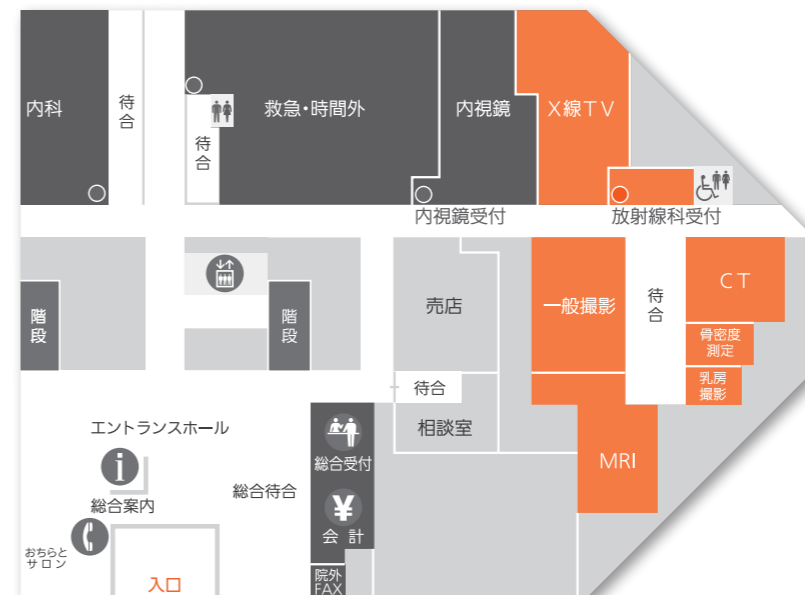 内科
待合
待合
救急・時間外
内視鏡
X線TV
内視鏡受付
放射線科受付
階段
階段
売店
一般撮影
待合
CT
骨密度
測定
乳房
撮影
待合
相談室
MRI
エントランスホール
i
総合案内
総合待合
総合受付
¥
会計
おちらと
サロン
入口
院外
FAX